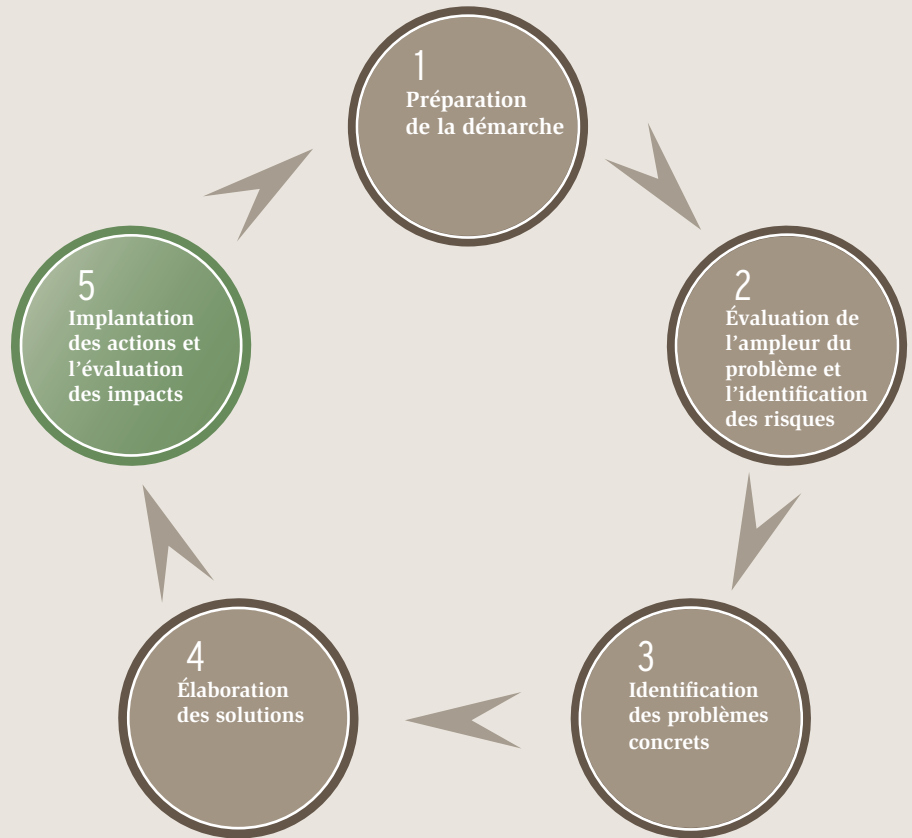 1
Préparation
de la démarche
2
Évaluation de
l'ampleur du
problème et
l'identification
des risques
3
Identification
des problèmes
concrets
4
Élaboration
des solutions
5
Implantation
des actions et
l'évaluation
des impacts